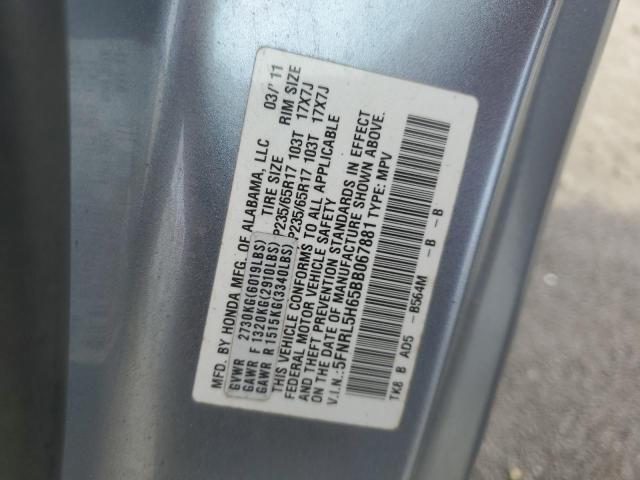 MFD. BY HONDA MFG. OF ALABAMA, LLC 03/'11
TIRE SIZE RIM SIZE
GVWR 2730KG(6019LBS)
GAWR F 1320KG(2910LBS) P235/65R17 103T 17X7J
GAWR R 1515KG(3340LBS) P235/65R17 103T 17X7J
THIS VEHICLE CONFORMS TO ALL APPLICABLE
FEDERAL MOTOR VEHICLE SAFETY
AND THEFT PREVENTION STANDARDS IN EFFECT
ON THE DATE OF MANUFACTURE SHOWN ABOVE.
V.I.N.:5FNRL5H65BB067881 TYPE: MPV
TK8 B AD5 -B564M -B -B